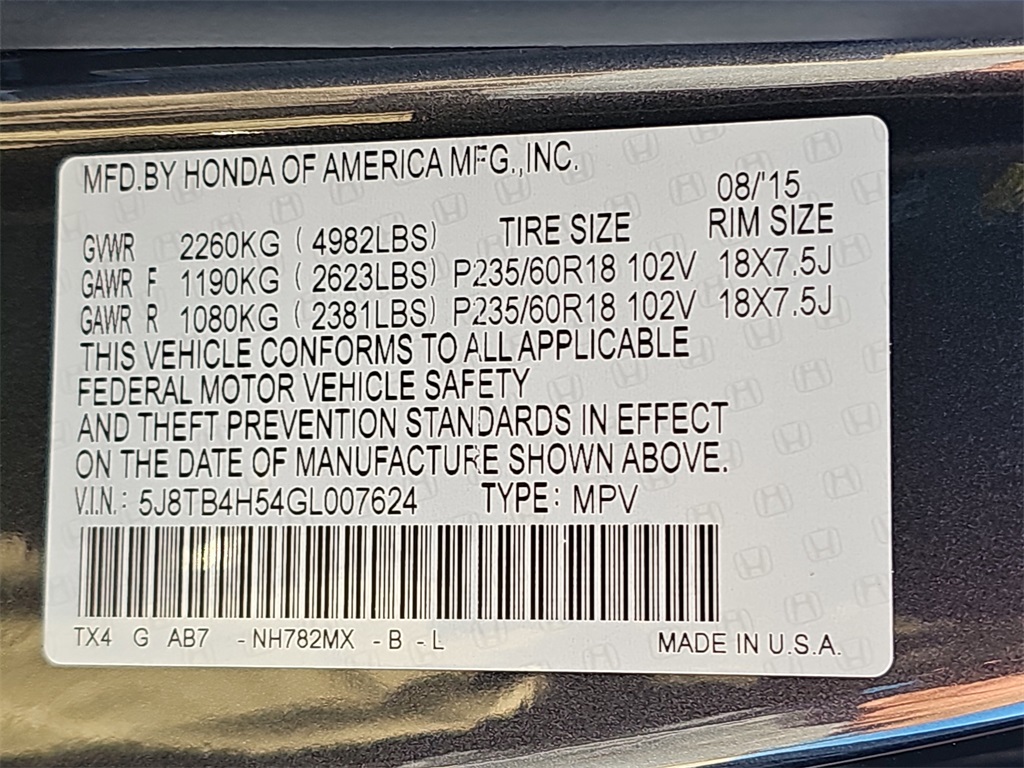 MFD.BY HONDA OF AMERICA MFG.,INC.
08/'15
GVWR 2260KG ( 4982LBS) TIRE SIZE RIM SIZE
GAWR F 1190KG ( 2623LBS) P235/60R18 102V 18X7.5J
GAWR R 1080KG ( 2381LBS) P235/60R18 102V 18X7.5J
THIS VEHICLE CONFORMS TO ALL APPLICABLE
FEDERAL MOTOR VEHICLE SAFETY
AND THEFT PREVENTION STANDARDS IN EFFECT
ON THE DATE OF MANUFACTURE SHOWN ABOVE.
V.I.N.: 5J8TB4H54GL007624 TYPE: MPV
TX4 G AB7 -NH782MX -B -L MADE IN U.S.A.